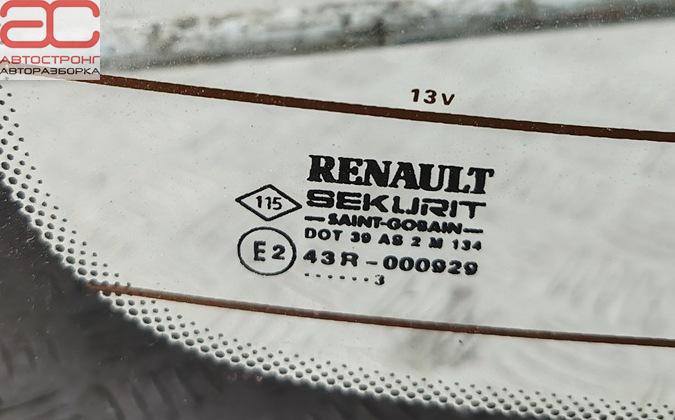 АС
АВТОСТРОНГ
АВТОРАЗБОРКА
13V
RENAULT
115 SEKURIT
SAINT-GOBAIN
DOT 39 AS 2 M 134
E2 43R-000929
......3